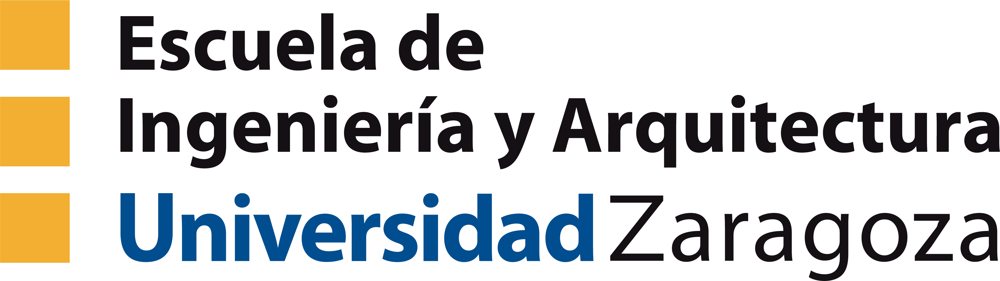 Escuela de
Ingeniería y Arquitectura
Universidad Zaragoza